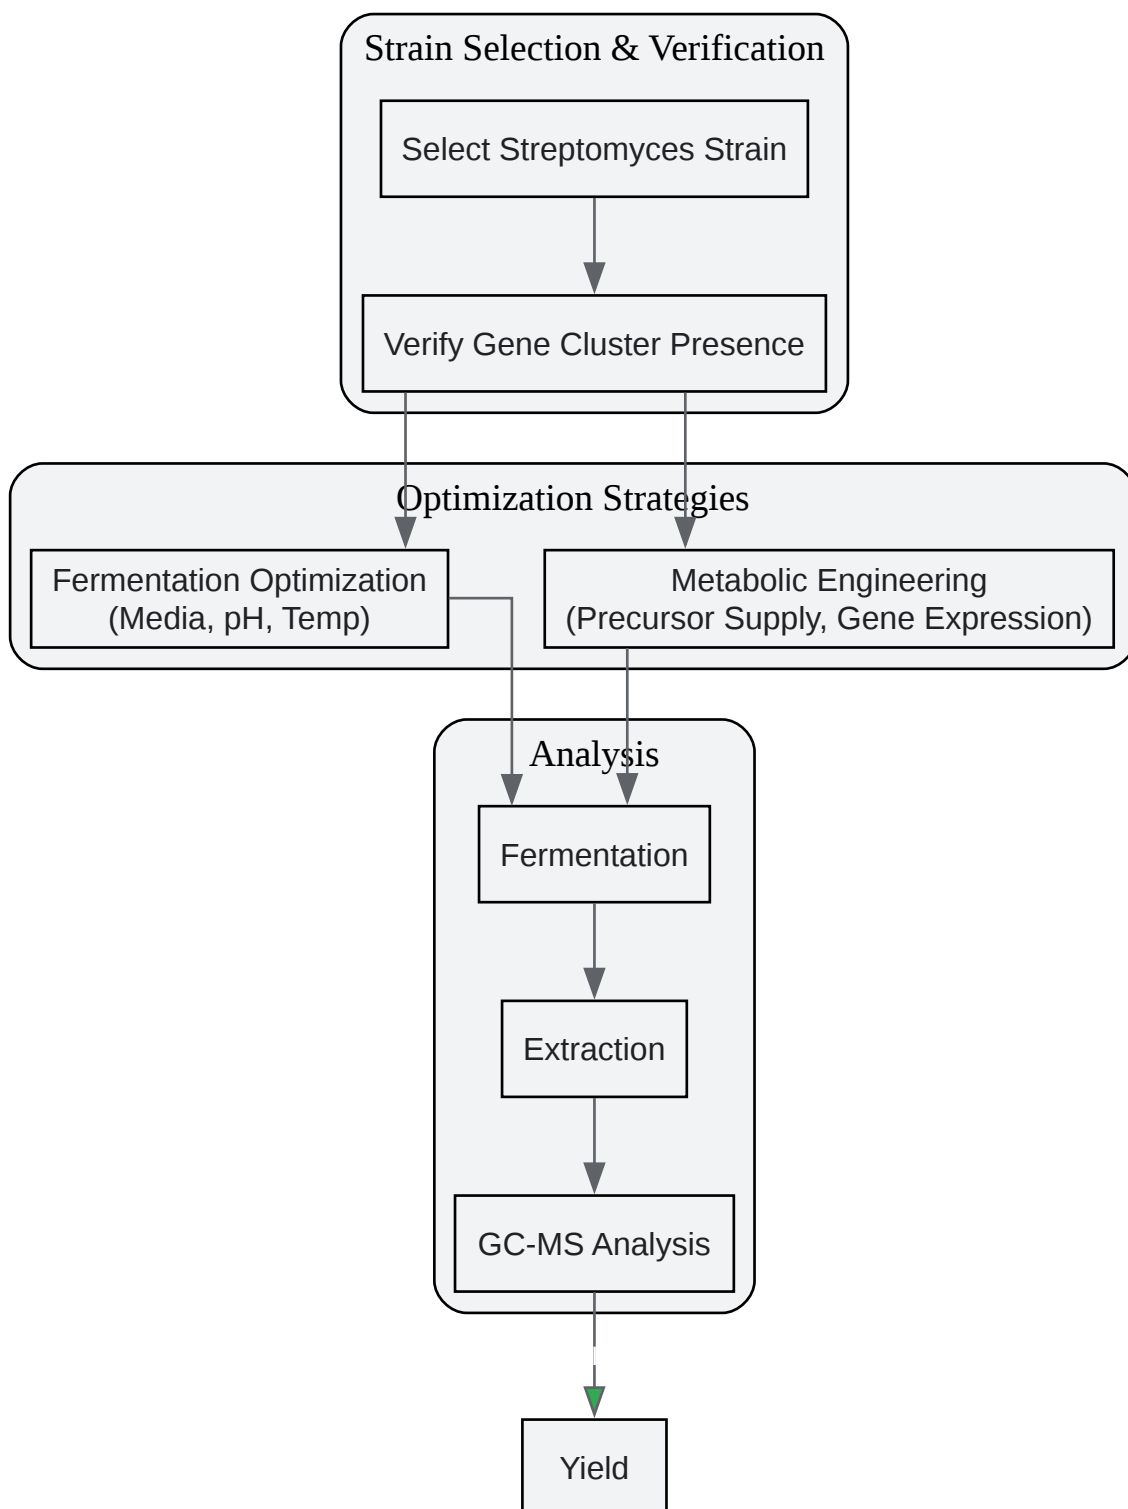 Strain Selection & Verification
Select Streptomyces Strain
Verify Gene Cluster Presence
Optimization Strategies
Fermentation Optimization
(Media, pH, Temp)
Metabolic Engineering
(Precursor Supply, Gene Expression)
Analysis
Fermentation
Extraction
GC-MS Analysis
Yield